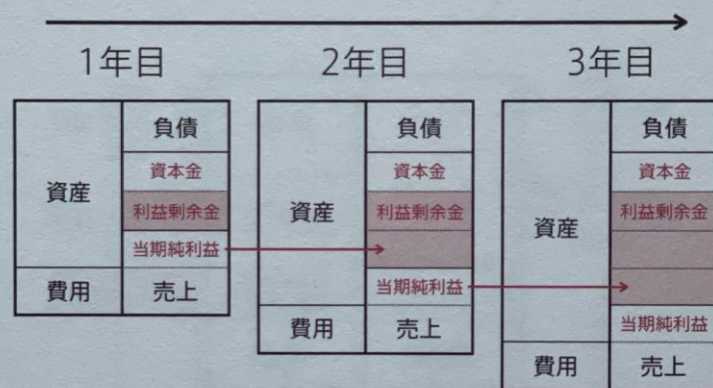 1年目
2年目
3年目
資産
負債
資本金
利益剰余金
当期純利益
費用
売上
資産
負債
資本金
利益剰余金
当期純利益
費用
売上
資産
負債
資本金
利益剰余金
当期純利益
費用
売上